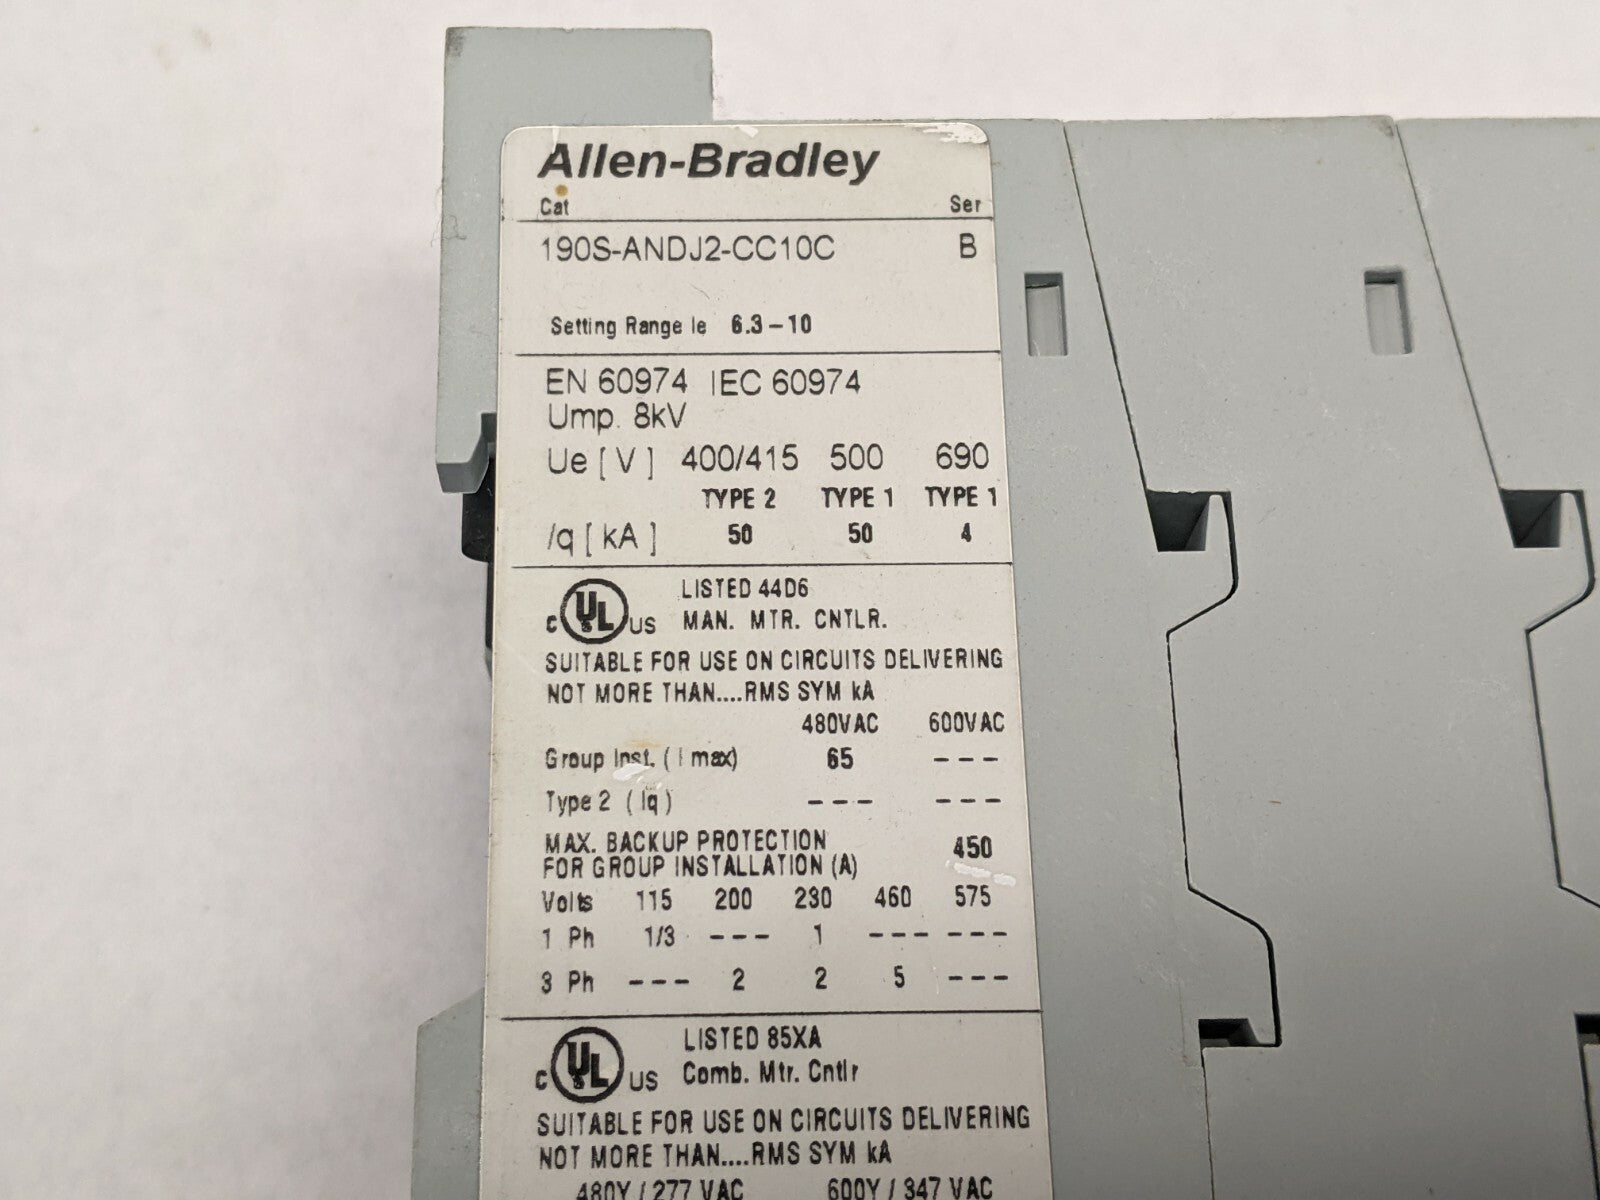 Allen-Bradley
Cat Ser
190S-ANDJ2-CC10C B
Setting Range Ie 6.3-10
EN 60974 IEC 60974
Ump. 8kV
Ue [ V ] 400/415 500 690
TYPE 2 TYPE 1 TYPE 1
Iq [ kA ] 50 50 4
c UL US LISTED 44D6
MAN. MTR. CNTLR.
SUITABLE FOR USE ON CIRCUITS DELIVERING
NOT MORE THAN....RMS SYM kA
480VAC 600VAC
Group Inst. ( I max) 65 ---
Type 2 ( Iq ) --- ---
MAX. BACKUP PROTECTION
FOR GROUP INSTALLATION (A) 450
Volts 115 200 230 460 575
1 Ph 1/3 --- 1 --- ---
3 Ph --- 2 2 5 ---
c UL US LISTED 85XA
Comb. Mtr. Cntlr
SUITABLE FOR USE ON CIRCUITS DELIVERING
NOT MORE THAN....RMS SYM kA
480Y / 277 VAC 600Y / 347 VAC